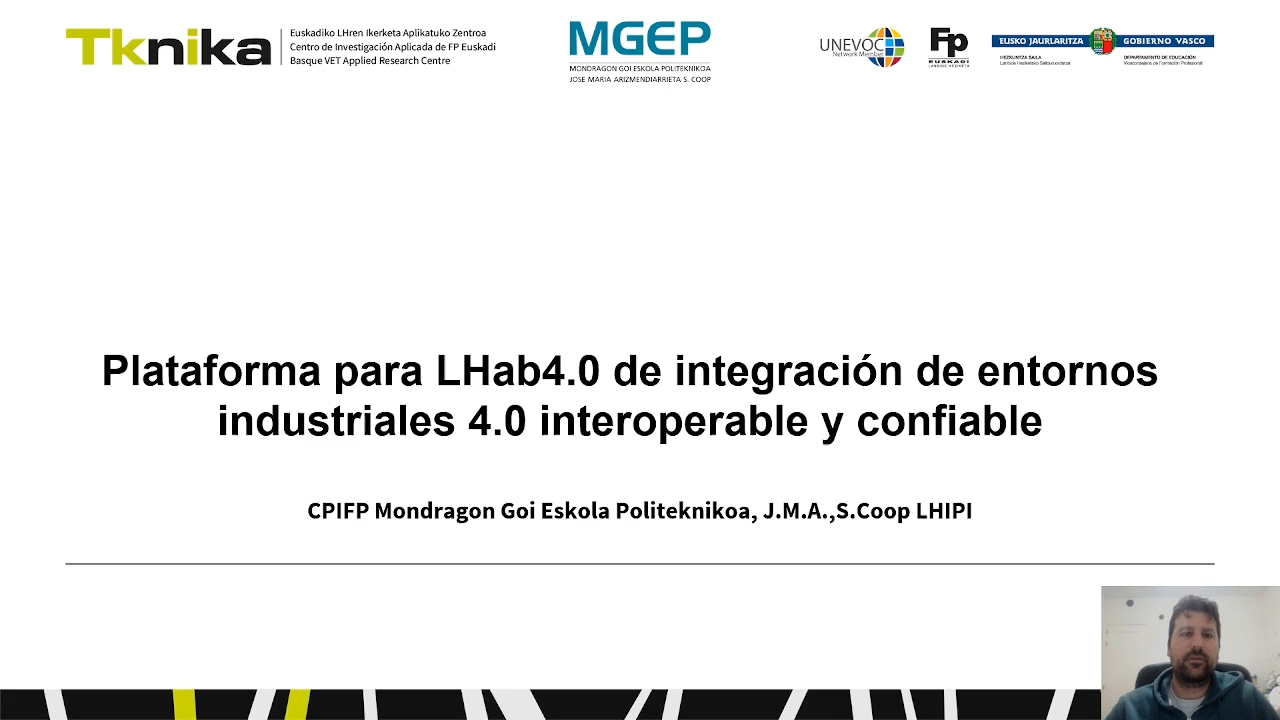 Tknika
Euskadiko LHren Ikerketa Aplikatuko Zentroa
Centro de Investigación Aplicada de FP Euskadi
Basque VET Applied Research Centre
MGEP
MONDRAGON GOI ESKOLA POLITEKNIKOA
JOSE MARIA ARIZMENDIARRIETA S. COOP
UNEVOC
Network Member
Fp
EUSKADI
LANBIDE HEZIKETA
EUSKO JAURLARITZA
GOBIERNO VASCO
HEZKUNTZA SAILA
Lanbide Heziketako Sailburuordetza
DEPARTAMENTO DE EDUCACIÓN
Viceconsejería de Formación Profesional
Plataforma para LHab4.0 de integración de entornos
industriales 4.0 interoperable y confiable
CPIFP Mondragon Goi Eskola Politeknikoa, J.M.A.,S.Coop LHIPI